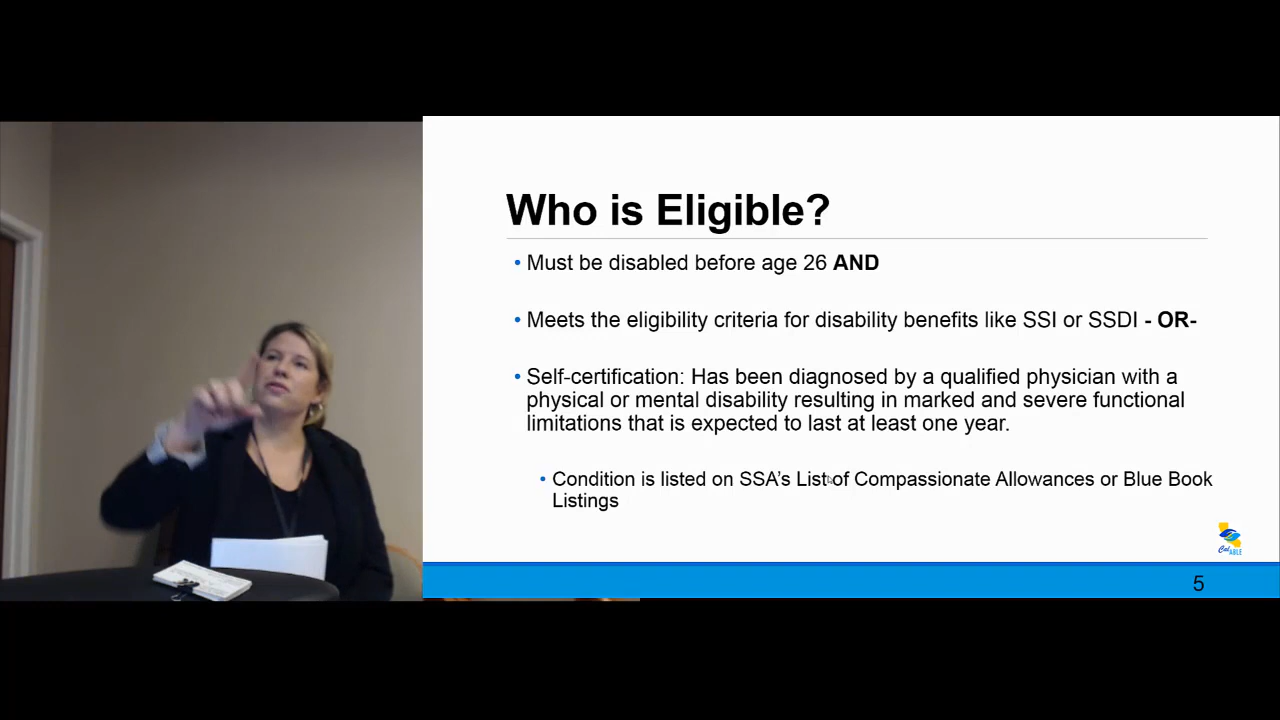 Who is Eligible?
• Must be disabled before age 26 AND
• Meets the eligibility criteria for disability benefits like SSI or SSDI - OR-
• Self-certification: Has been diagnosed by a qualified physician with a
physical or mental disability resulting in marked and severe functional
limitations that is expected to last at least one year.
• Condition is listed on SSA's List of Compassionate Allowances or Blue Book
Listings
CalABLE
5